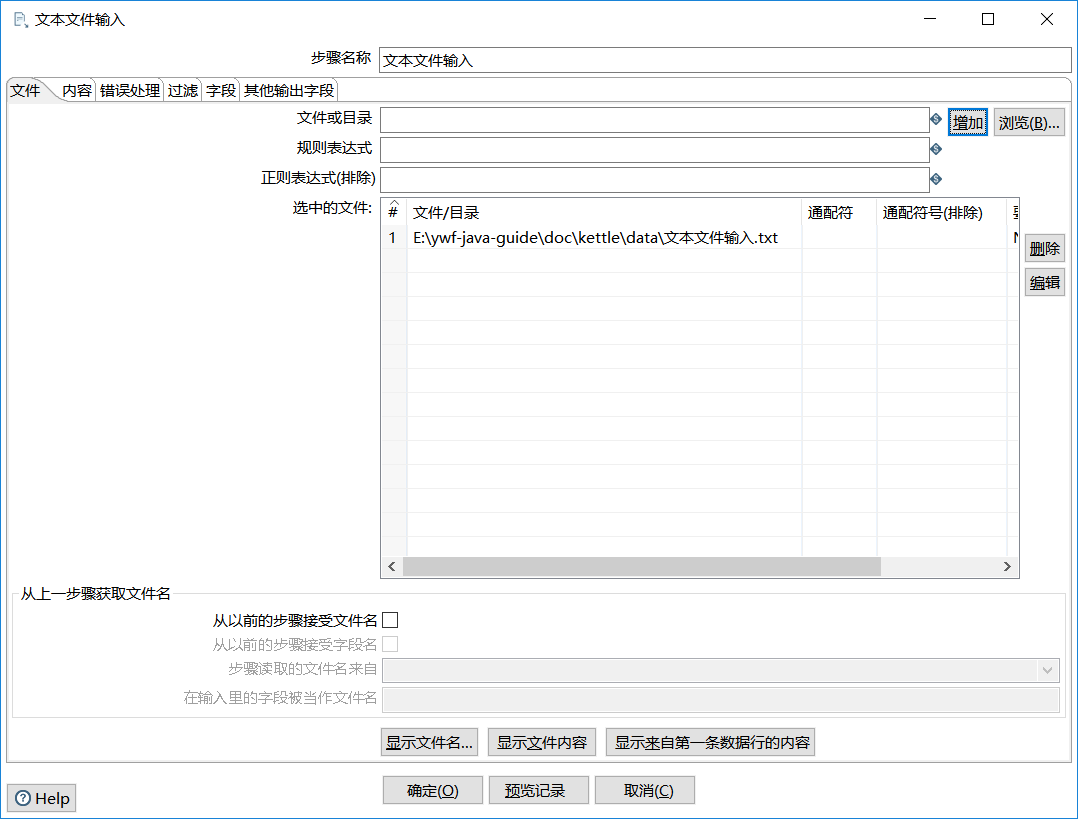 文本文件输入
步骤名称 文本文件输入
文件 内容 错误处理 过滤 字段 其他输出字段
文件或目录 增加 浏览(B)...
规则表达式
正则表达式(排除)
选中的文件: # 文件/目录 通配符 通配符号(排除)
1 E:\ywf-java-guide\doc\kettle\data\文本文件输入.txt
删除
编辑
从上一步骤获取文件名
从以前的步骤接受文件名
从以前的步骤接受字段名
步骤读取的文件名来自
在输入里的字段被当作文件名
显示文件名... 显示文件内容 显示来自第一条数据行的内容
Help 确定(O) 预览记录 取消(C)